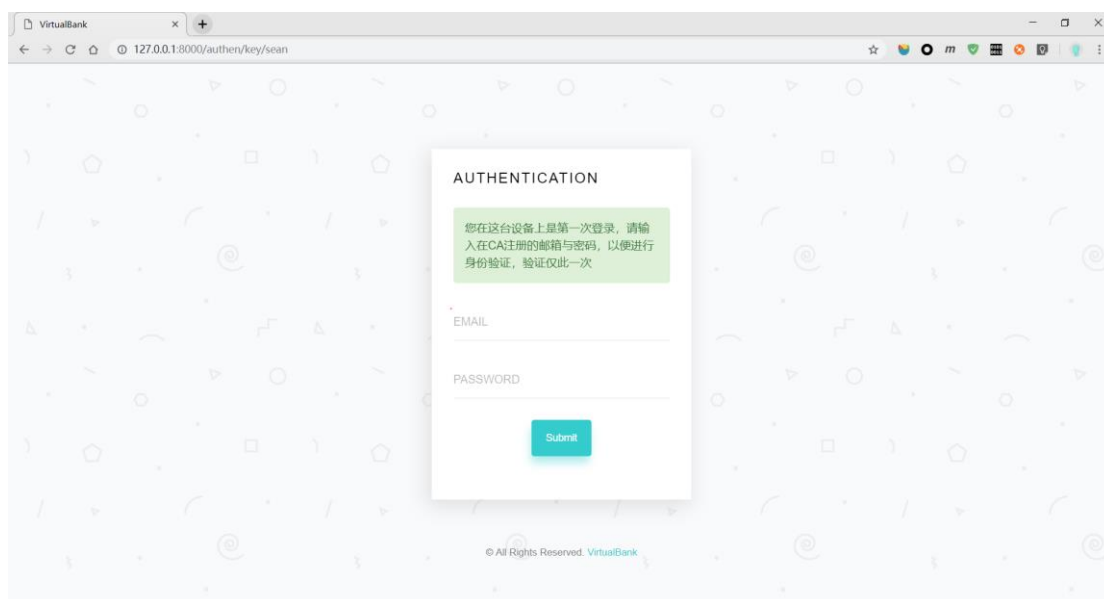 VirtualBank
127.0.0.1:8000/authen/key/sean
AUTHENTICATION
您在这台设备上是第一次登录，请输
入在CA注册的邮箱与密码，以便进行
身份验证，验证仅此一次
*
EMAIL
PASSWORD
Submit
© All Rights Reserved. VirtualBank